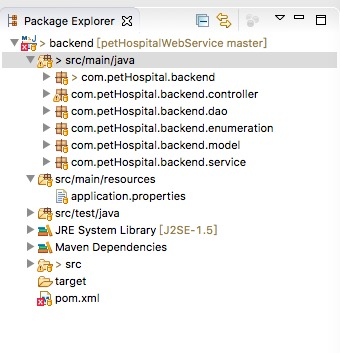 Package Explorer
> backend [petHospitalWebService master]
> src/main/java
> com.petHospital.backend
com.petHospital.backend.controller
com.petHospital.backend.dao
com.petHospital.backend.enumeration
com.petHospital.backend.model
com.petHospital.backend.service
src/main/resources
application.properties
src/test/java
JRE System Library [J2SE-1.5]
Maven Dependencies
> src
target
pom.xml